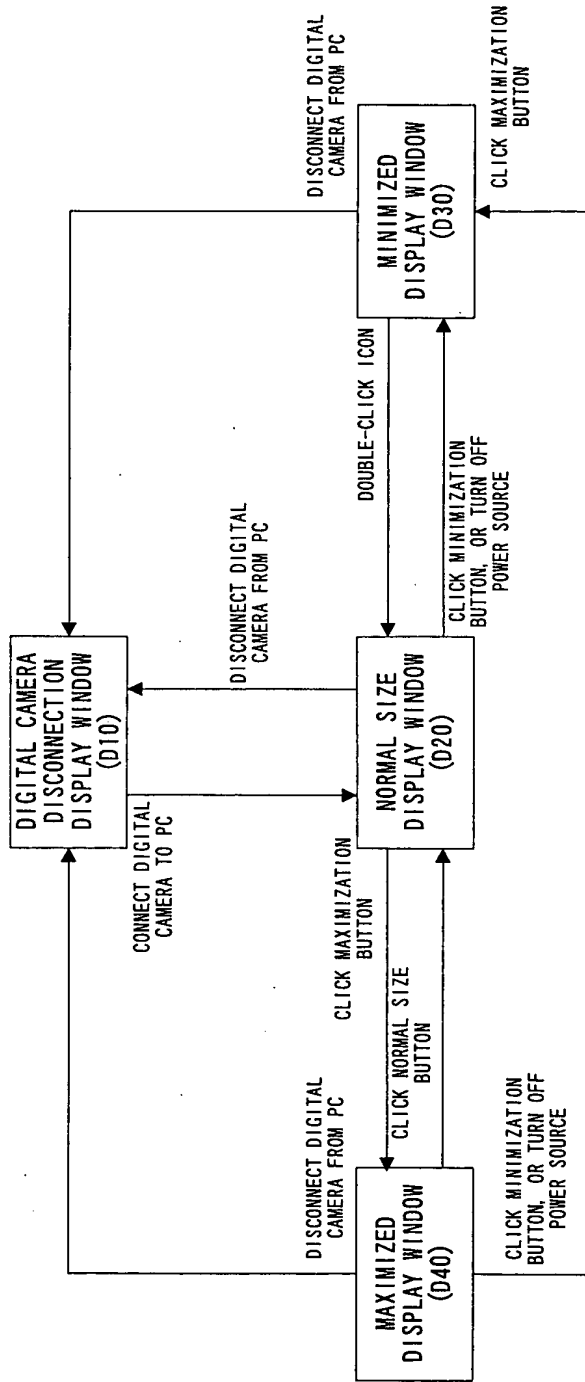 DIGITAL CAMERA
DISCONNECTION
DISPLAY WINDOW
(D10)
DISCONNECT DIGITAL
CAMERA FROM PC
CONNECT DIGITAL
CAMERA TO PC
DISCONNECT DIGITAL
CAMERA FROM PC
DISCONNECT DIGITAL
CAMERA FROM PC
MAXIMIZED
DISPLAY WINDOW
(D40)
CLICK MAXIMIZATION
BUTTON
CLICK NORMAL SIZE
BUTTON
NORMAL SIZE
DISPLAY WINDOW
(D20)
DOUBLE-CLICK ICON
CLICK MINIMIZATION
BUTTON, OR TURN OFF
POWER SOURCE
MINIMIZED
DISPLAY WINDOW
(D30)
CLICK MINIMIZATION
BUTTON, OR TURN OFF
POWER SOURCE
CLICK MAXIMIZATION
BUTTON